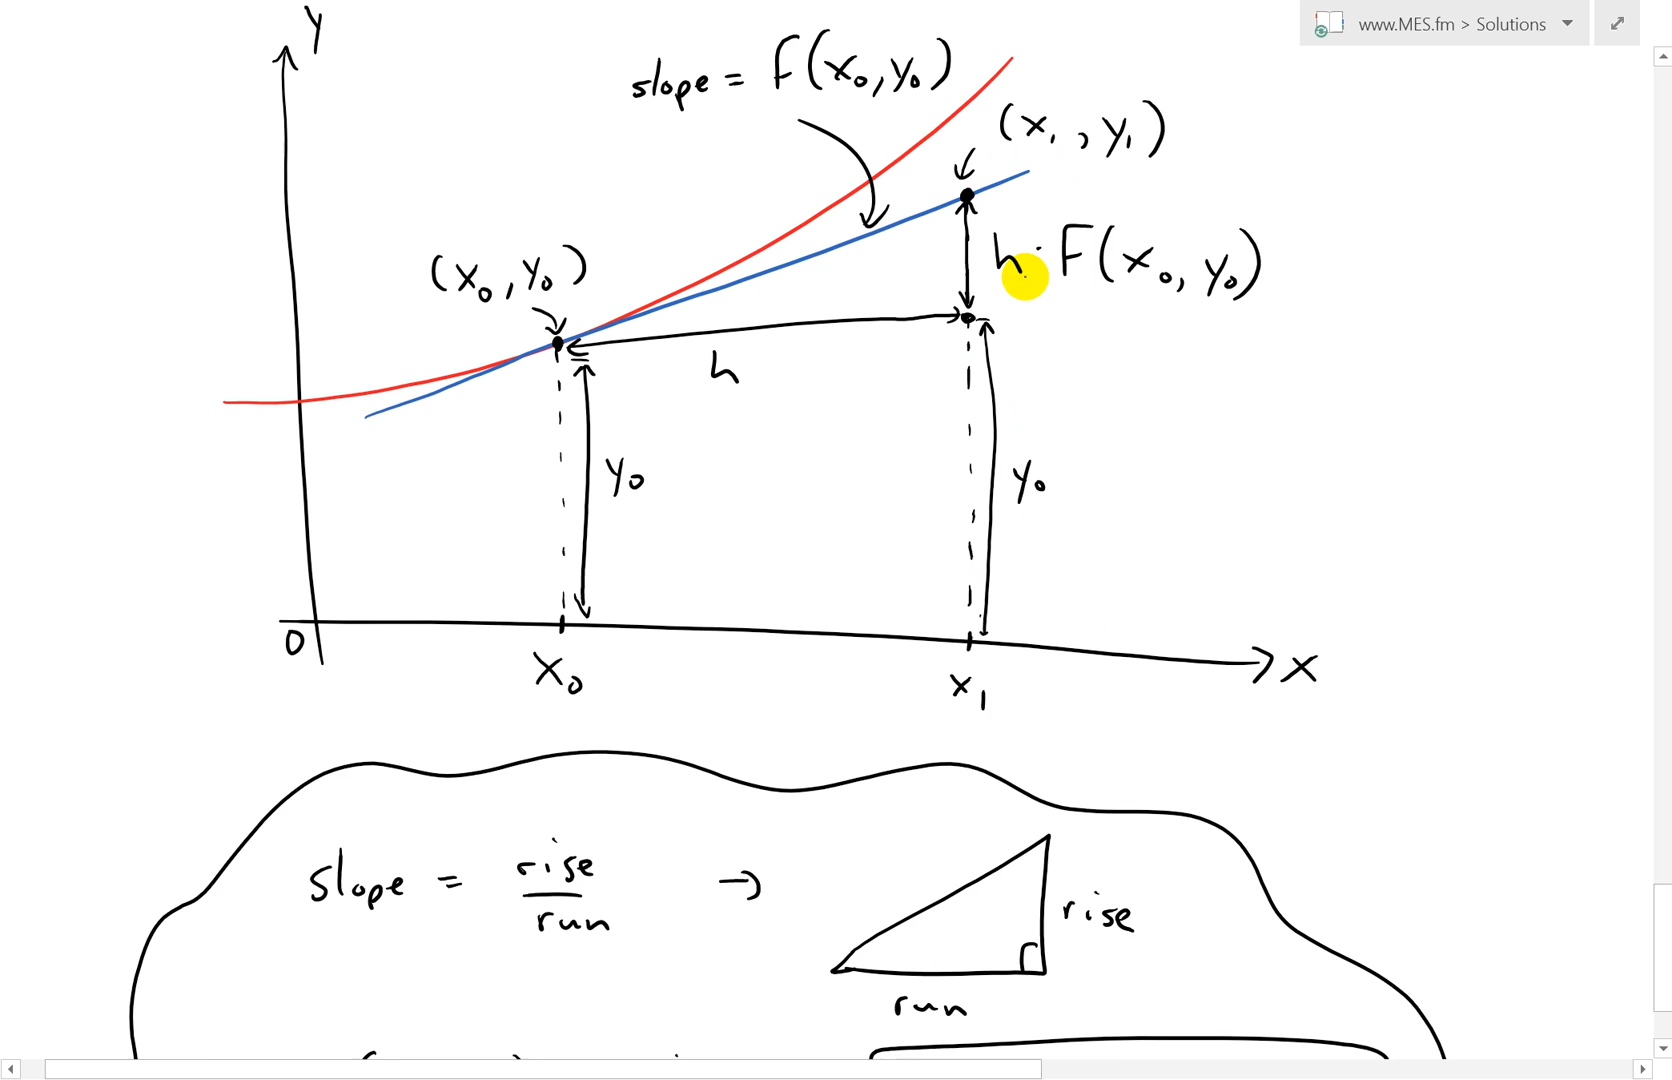 www.MES.fm > Solutions
y
slope = F(x₀, y₀)
(x₁, y₁)
(x₀, y₀)
h · F(x₀, y₀)
h
y₀
y₀
0
x₀
x₁
x
slope = rise/run →
rise
run